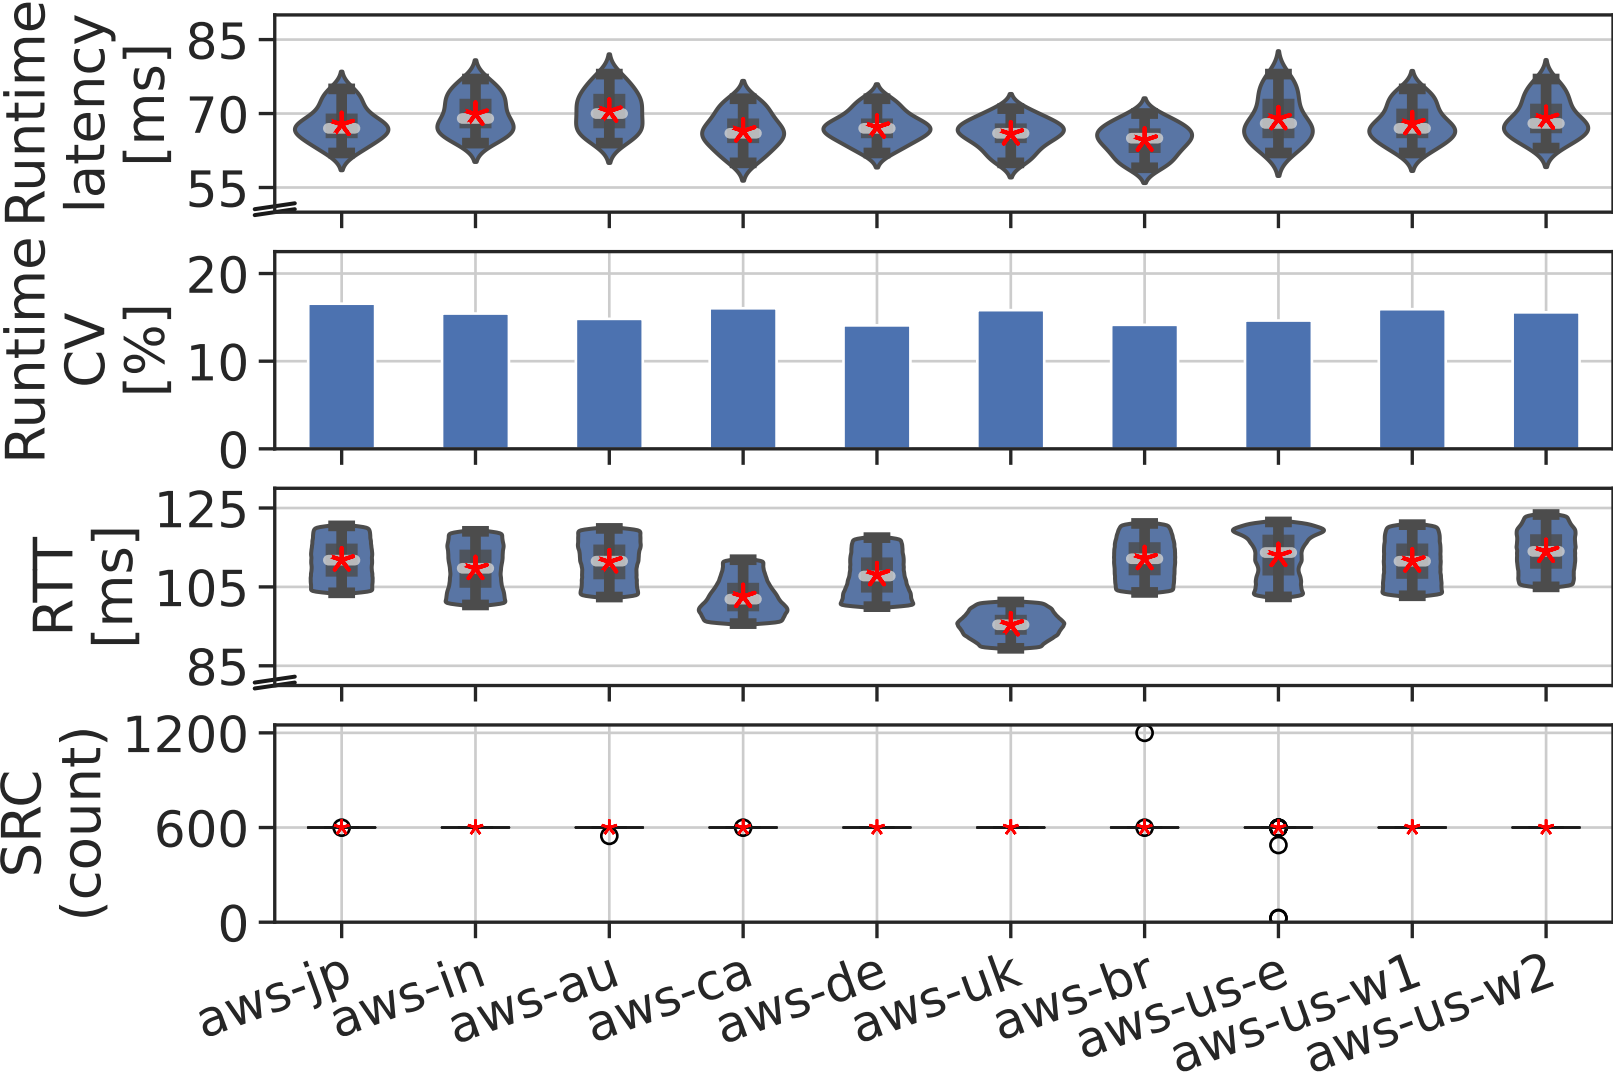 Runtime
latency
[ms]
85
70
55
Runtime
CV
[%]
20
10
0
RTT
[ms]
125
105
85
SRC
(count)
1200
600
0
aws-jp
aws-in
aws-au
aws-ca
aws-de
aws-uk
aws-br
aws-us-e
aws-us-w1
aws-us-w2